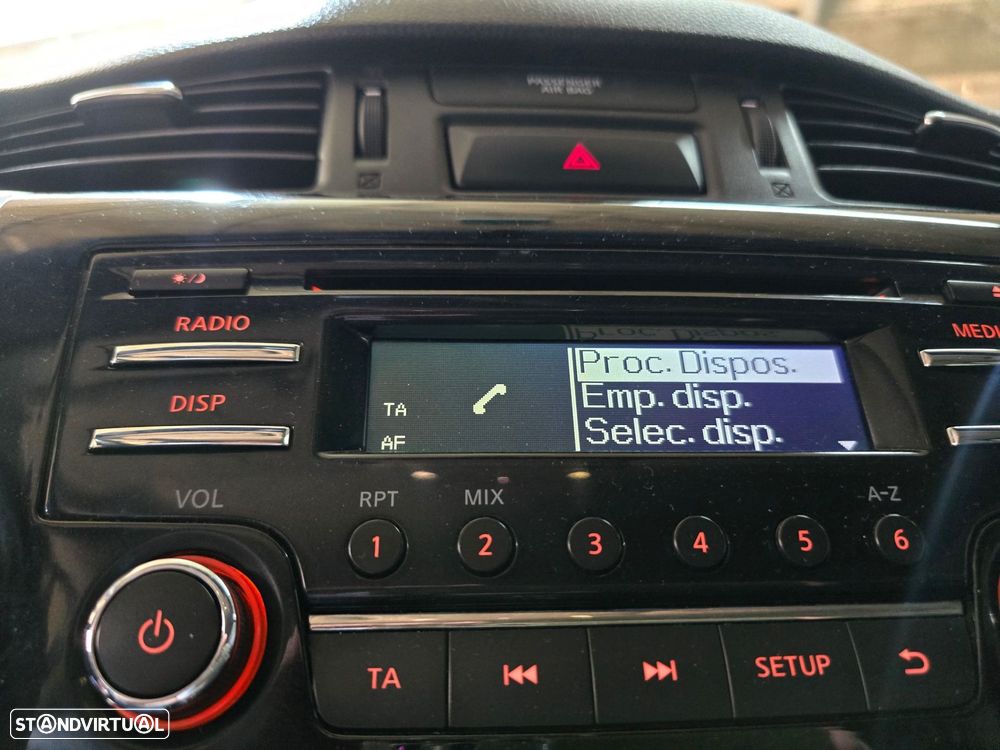 PASSENGER
AIR BAG
RADIO
MEDI
DISP
Proc. Dispos.
Emp. disp.
Selec. disp.
TA
AF
VOL
RPT
MIX
A-Z
1
2
3
4
5
6
TA
SETUP
STANDVIRTUAL